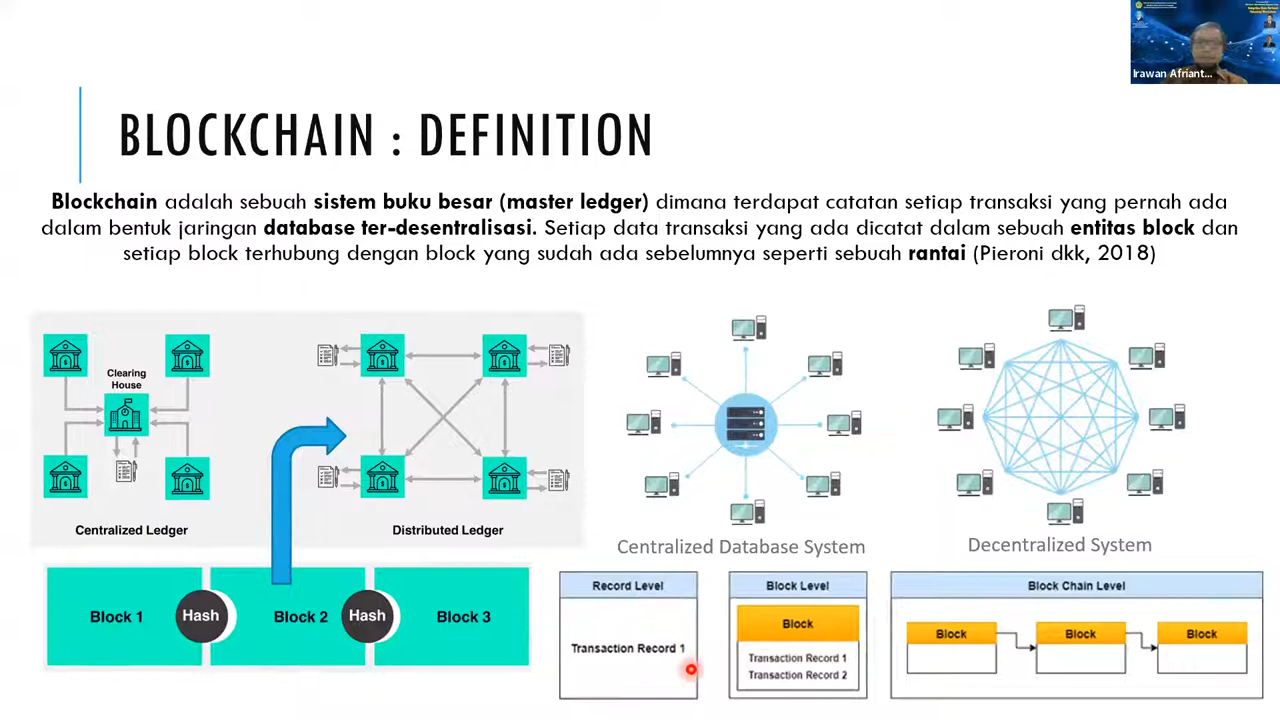 Irawan Afriant...
BLOCKCHAIN : DEFINITION
Blockchain adalah sebuah sistem buku besar (master ledger) dimana terdapat catatan setiap transaksi yang pernah ada
dalam bentuk jaringan database ter-desentralisasi. Setiap data transaksi yang ada dicatat dalam sebuah entitas block dan
setiap block terhubung dengan block yang sudah ada sebelumnya seperti sebuah rantai (Pieroni dkk, 2018)
Clearing
House
Centralized Ledger
Distributed Ledger
Centralized Database System
Decentralized System
Block 1
Hash
Block 2
Hash
Block 3
Record Level
Transaction Record 1
Block Level
Block
Transaction Record 1
Transaction Record 2
Block Chain Level
Block
Block
Block